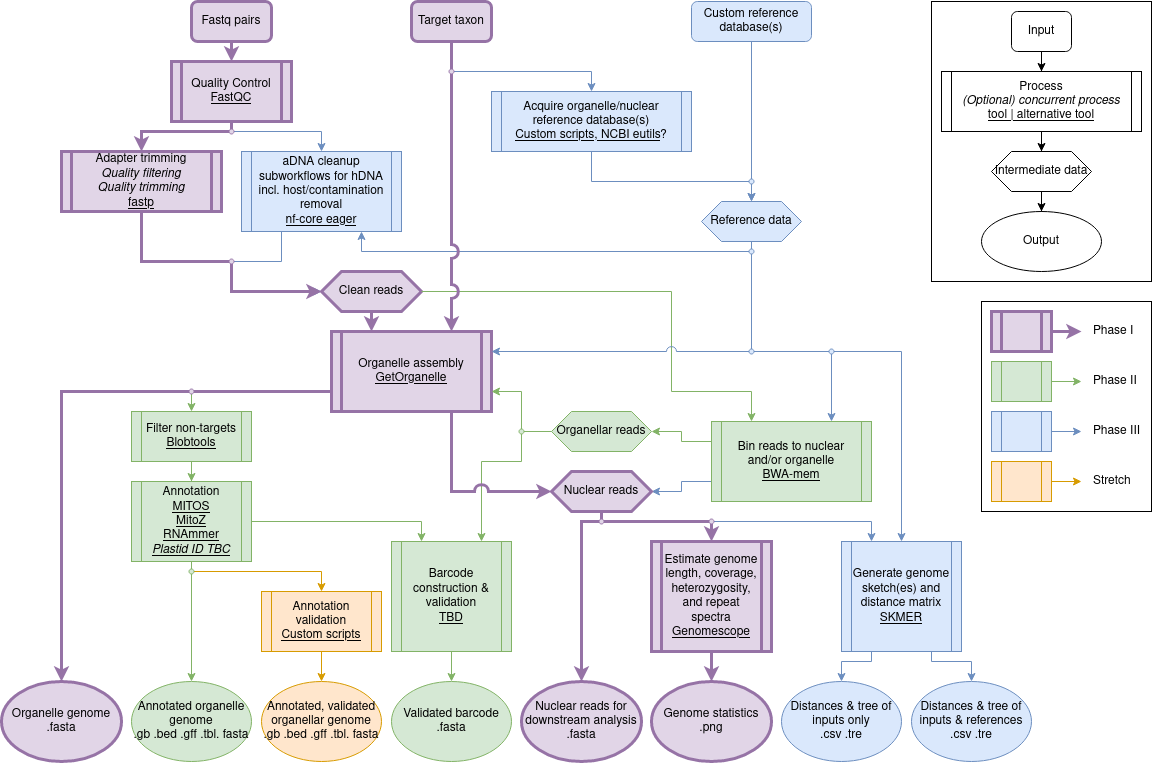 Fastq pairs
Target taxon
Custom reference
database(s)
Input
Quality Control
FastQC
Acquire organelle/nuclear
reference database(s)
Custom scripts, NCBI eutils?
Process
(Optional) concurrent process
tool | alternative tool
Adapter trimming
Quality filtering
Quality trimming
fastp
aDNA cleanup
subworkflows for hDNA
incl. host/contamination
removal
nf-core eager
Intermediate data
Reference data
Output
Clean reads
Organelle assembly
GetOrganelle
Phase I
Phase II
Phase III
Stretch
Filter non-targets
Blobtools
Organellar reads
Bin reads to nuclear
and/or organelle
BWA-mem
Nuclear reads
Annotation
MITOS
MitoZ
RNAmmer
Plastid ID TBC
Barcode
construction &
validation
TBD
Estimate genome
length, coverage,
heterozygosity,
and repeat
spectra
Genomescope
Generate genome
sketch(es) and
distance matrix
SKMER
Annotation
validation
Custom scripts
Organelle genome
.fasta
Annotated organelle
genome
.gb .bed .gff .tbl. fasta
Annotated, validated
organellar genome
.gb .bed .gff .tbl. fasta
Validated barcode
.fasta
Nuclear reads for
downstream analysis
.fasta
Genome statistics
.png
Distances & tree of
inputs only
.csv .tre
Distances & tree of
inputs & references
.csv .tre